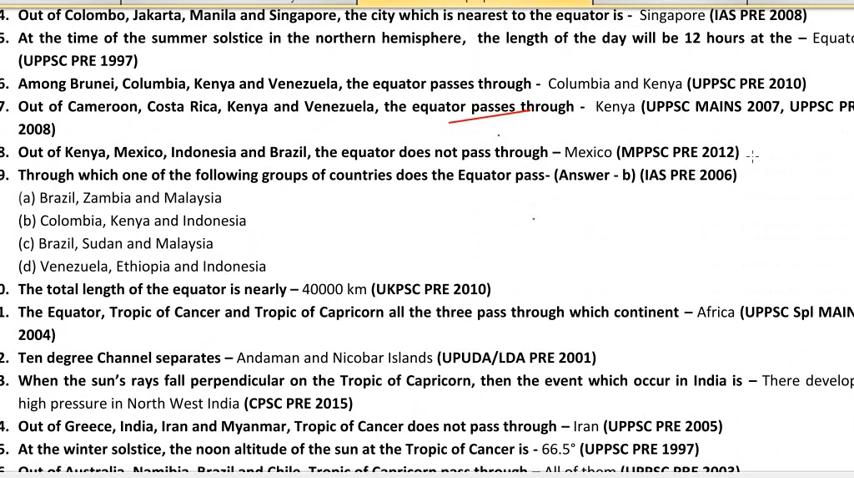 4. Out of Colombo, Jakarta, Manila and Singapore, the city which is nearest to the equator is - Singapore (IAS PRE 2008)
5. At the time of the summer solstice in the northern hemisphere, the length of the day will be 12 hours at the –
(UPPSC PRE 1997)
6. Among Brunei, Columbia, Kenya and Venezuela, the equator passes through - Columbia and Kenya (UPPSC PRE 2010)
7. Out of Cameroon, Costa Rica, Kenya and Venezuela, the equator passes through - Kenya (UPPSC MAINS 2007, UPPSC PR
2008)
8. Out of Kenya, Mexico, Indonesia and Brazil, the equator does not pass through – Mexico (MPPSC PRE 2012)
9. Through which one of the following groups of countries does the Equator pass- (Answer - b) (IAS PRE 2006)
(a) Brazil, Zambia and Malaysia
(b) Colombia, Kenya and Indonesia
(c) Brazil, Sudan and Malaysia
(d) Venezuela, Ethiopia and Indonesia
0. The total length of the equator is nearly – 40000 km (UKPSC PRE 2010)
1. The Equator, Tropic of Cancer and Tropic of Capricorn all the three pass through which continent – Africa (UPPSC Spl MAIN
2004)
2. Ten degree Channel separates – Andaman and Nicobar Islands (UPUDA/LDA PRE 2001)
3. When the sun's rays fall perpendicular on the Tropic of Capricorn, then the event which occur in India is – There develop
high pressure in North West India (CPSC PRE 2015)
4. Out of Greece, India, Iran and Myanmar, Tropic of Cancer does not pass through – Iran (UPPSC PRE 2005)
5. At the winter solstice, the noon altitude of the sun at the Tropic of Cancer is - 66.5° (UPPSC PRE 1997)
Out of Australia, Namibia, Brazil and Chile, Tropic of Capricorn pass through – All of them (UPPSC PRE 2003)